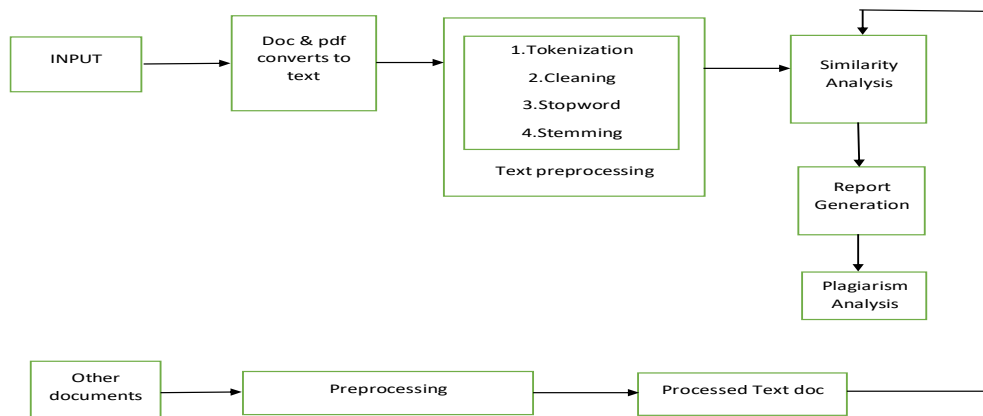 INPUT
Doc & pdf
converts to
text
1.Tokenization
2.Cleaning
3.Stopword
4.Stemming
Text preprocessing
Similarity
Analysis
Report
Generation
Plagiarism
Analysis
Other
documents
Preprocessing
Processed Text doc